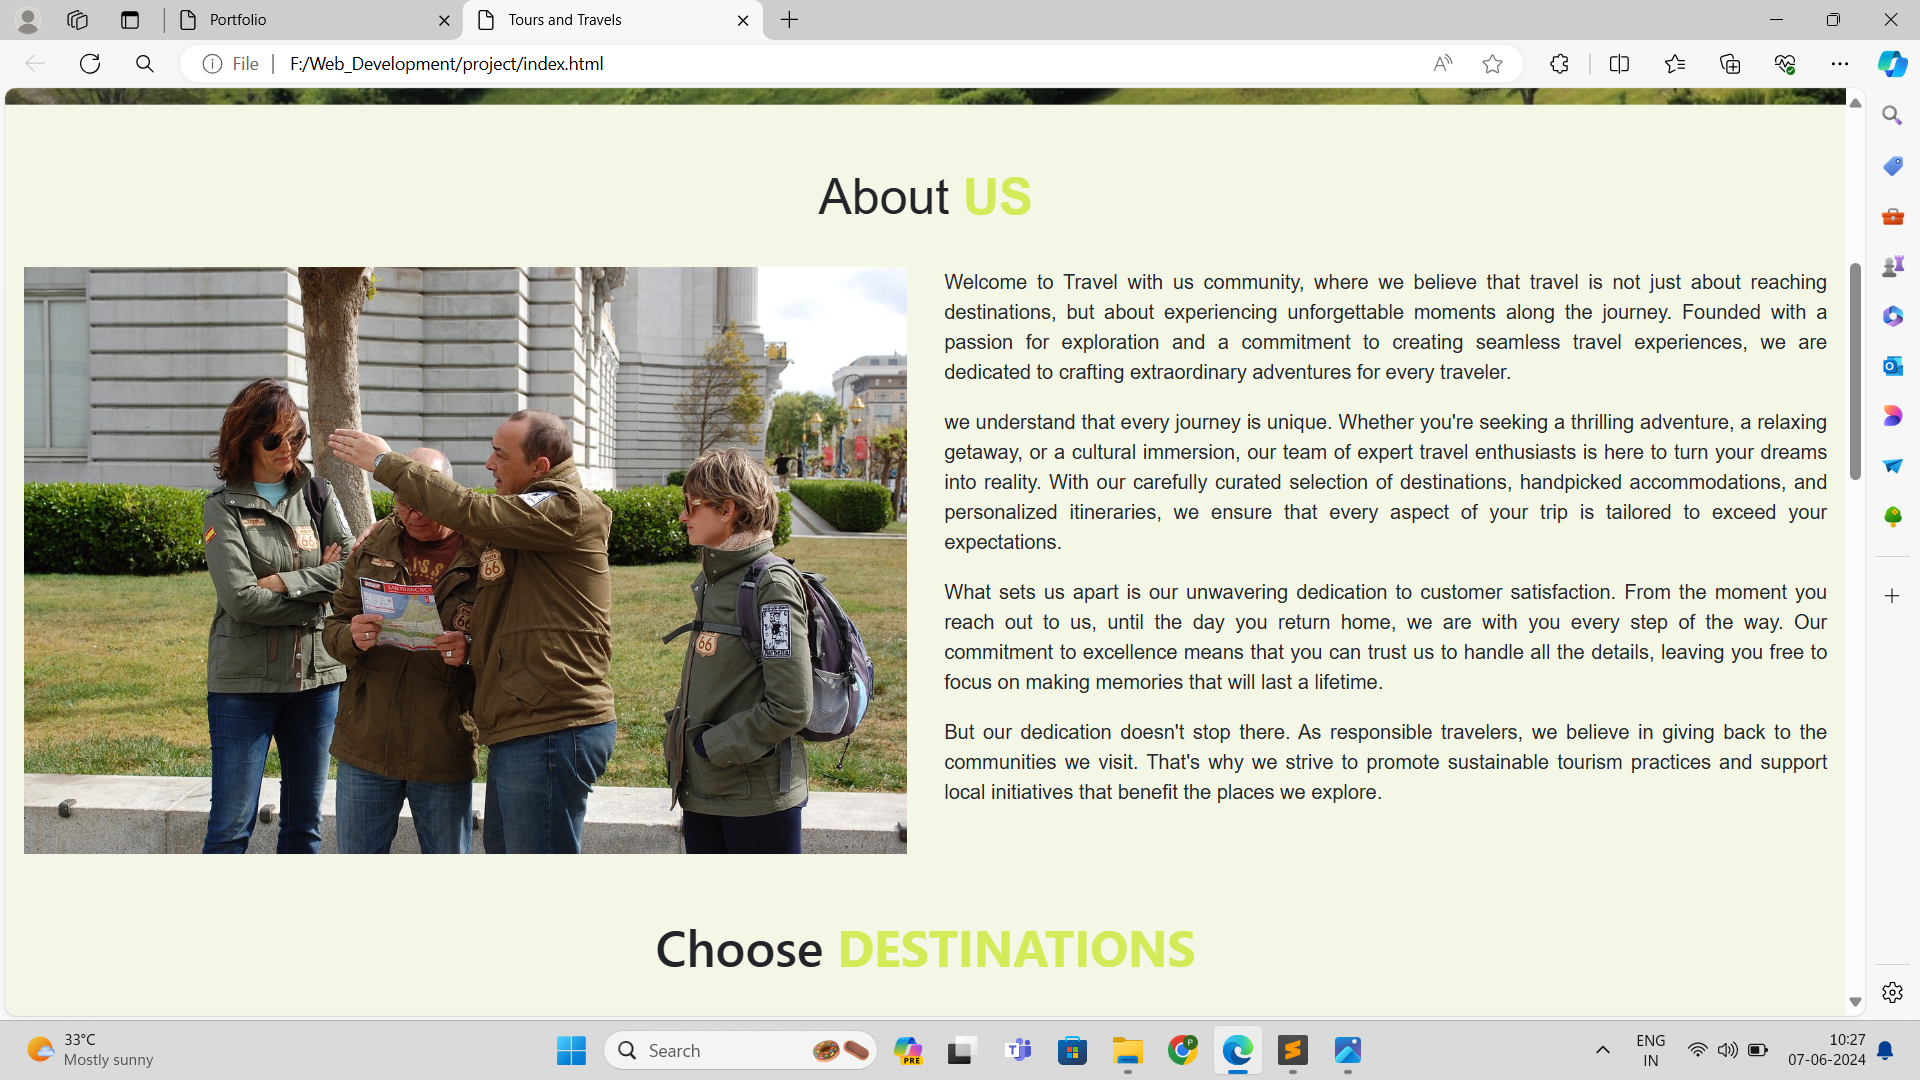 Portfolio
Tours and Travels
File
F:/Web_Development/project/index.html
About US
Welcome to Travel with us community, where we believe that travel is not just about reaching
destinations, but about experiencing unforgettable moments along the journey. Founded with a
passion for exploration and a commitment to creating seamless travel experiences, we are
dedicated to crafting extraordinary adventures for every traveler.
we understand that every journey is unique. Whether you're seeking a thrilling adventure, a relaxing
getaway, or a cultural immersion, our team of expert travel enthusiasts is here to turn your dreams
into reality. With our carefully curated selection of destinations, handpicked accommodations, and
personalized itineraries, we ensure that every aspect of your trip is tailored to exceed your
expectations.
What sets us apart is our unwavering dedication to customer satisfaction. From the moment you
reach out to us, until the day you return home, we are with you every step of the way. Our
commitment to excellence means that you can trust us to handle all the details, leaving you free to
focus on making memories that will last a lifetime.
But our dedication doesn't stop there. As responsible travelers, we believe in giving back to the
communities we visit. That's why we strive to promote sustainable tourism practices and support
local initiatives that benefit the places we explore.
SAN FRANCISCO
66
66
66
66
Choose DESTINATIONS
33°C
Mostly sunny
Search
PRE
ENG
IN
10:27
07-06-2024